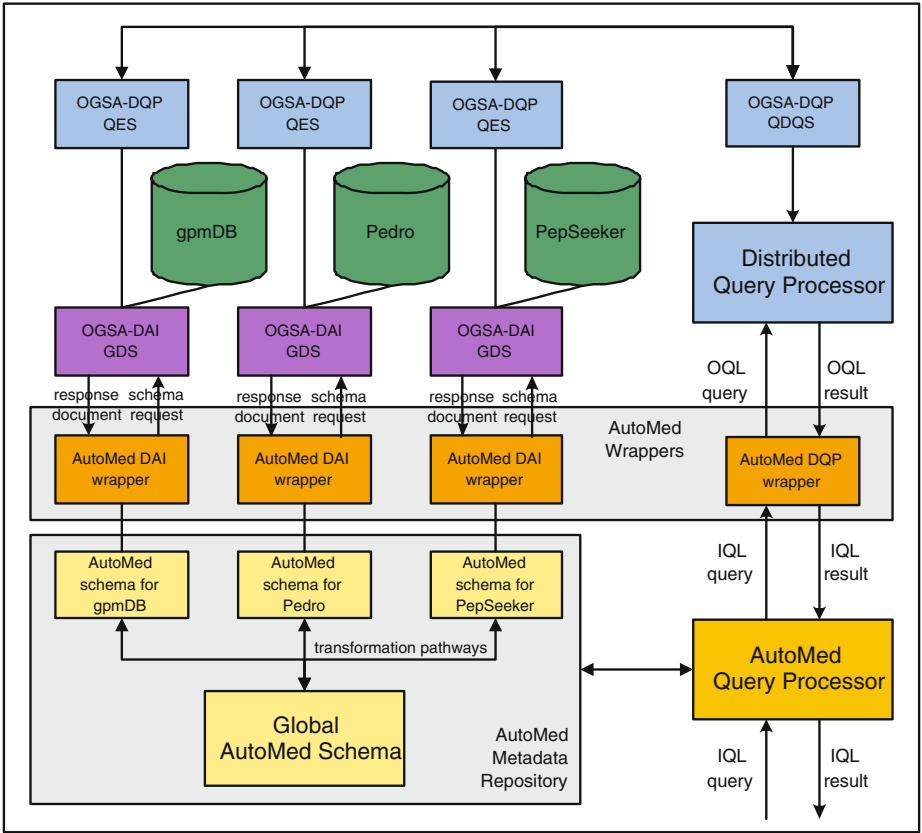 OGSA-DQP
QES
OGSA-DQP
QES
OGSA-DQP
QES
OGSA-DQP
QDQS
gpmDB
Pedro
PepSeeker
Distributed
Query Processor
OGSA-DAI
GDS
OGSA-DAI
GDS
OGSA-DAI
GDS
response
document
schema
request
response
document
schema
request
response
document
schema
request
OQL
query
OQL
result
AutoMed
Wrappers
AutoMed DAI
wrapper
AutoMed DAI
wrapper
AutoMed DAI
wrapper
AutoMed DQP
wrapper
IQL
query
IQL
result
AutoMed
schema for
gpmDB
AutoMed
schema for
Pedro
AutoMed
schema for
PepSeeker
transformation pathways
AutoMed
Query Processor
Global
AutoMed Schema
AutoMed
Metadata
Repository
IQL
query
IQL
result